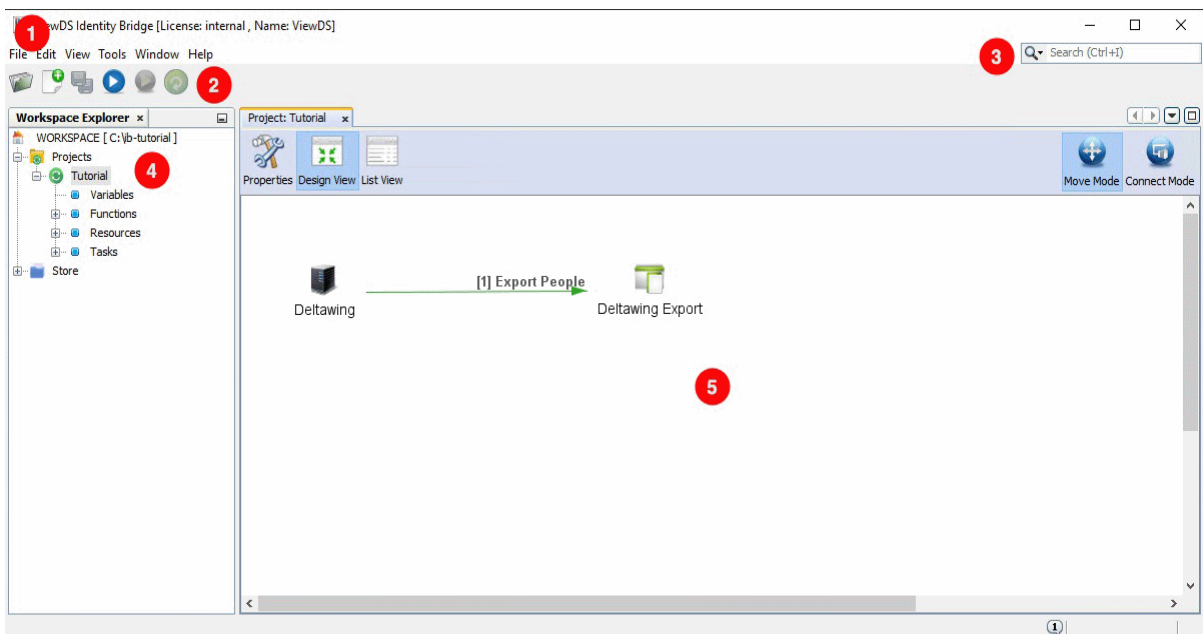 ewDS Identity Bridge [License: internal , Name: ViewDS]
1
File Edit View Tools Window Help
3
Search (Ctrl+I)
2
Workspace Explorer x
Project: Tutorial x
WORKSPACE [ C:\ib-tutorial ]
Projects
4
Tutorial
Variables
Functions
Resources
Tasks
Store
Properties Design View List View
Move Mode Connect Mode
[1] Export People
Deltawing
Deltawing Export
5
1